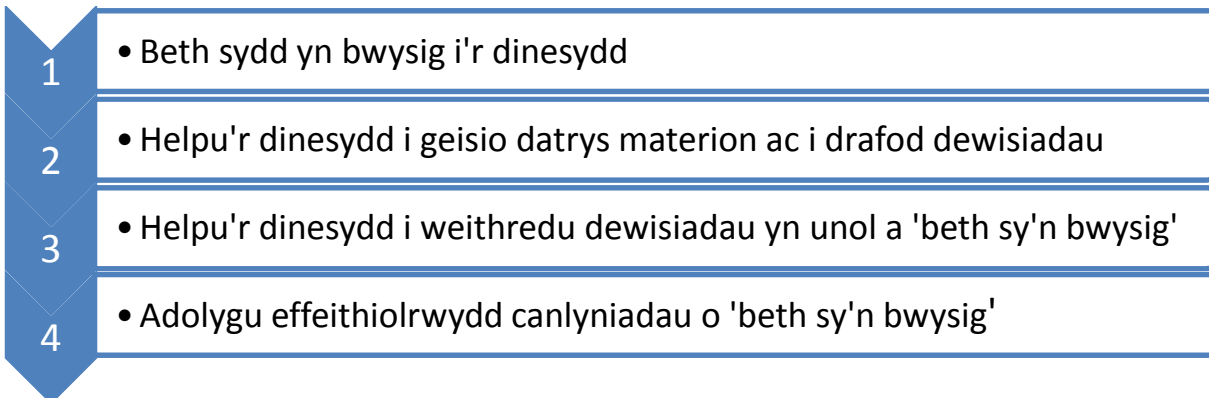 1 • Beth sydd yn bwysig i'r dinesydd
2 • Helpu'r dinesydd i geisio datrys materion ac i drafod dewisiadau
3 • Helpu'r dinesydd i weithredu dewisiadau yn unol a 'beth sy'n bwysig'
4 • Adolygu effeithiolrwydd canlyniadau o 'beth sy'n bwysig'